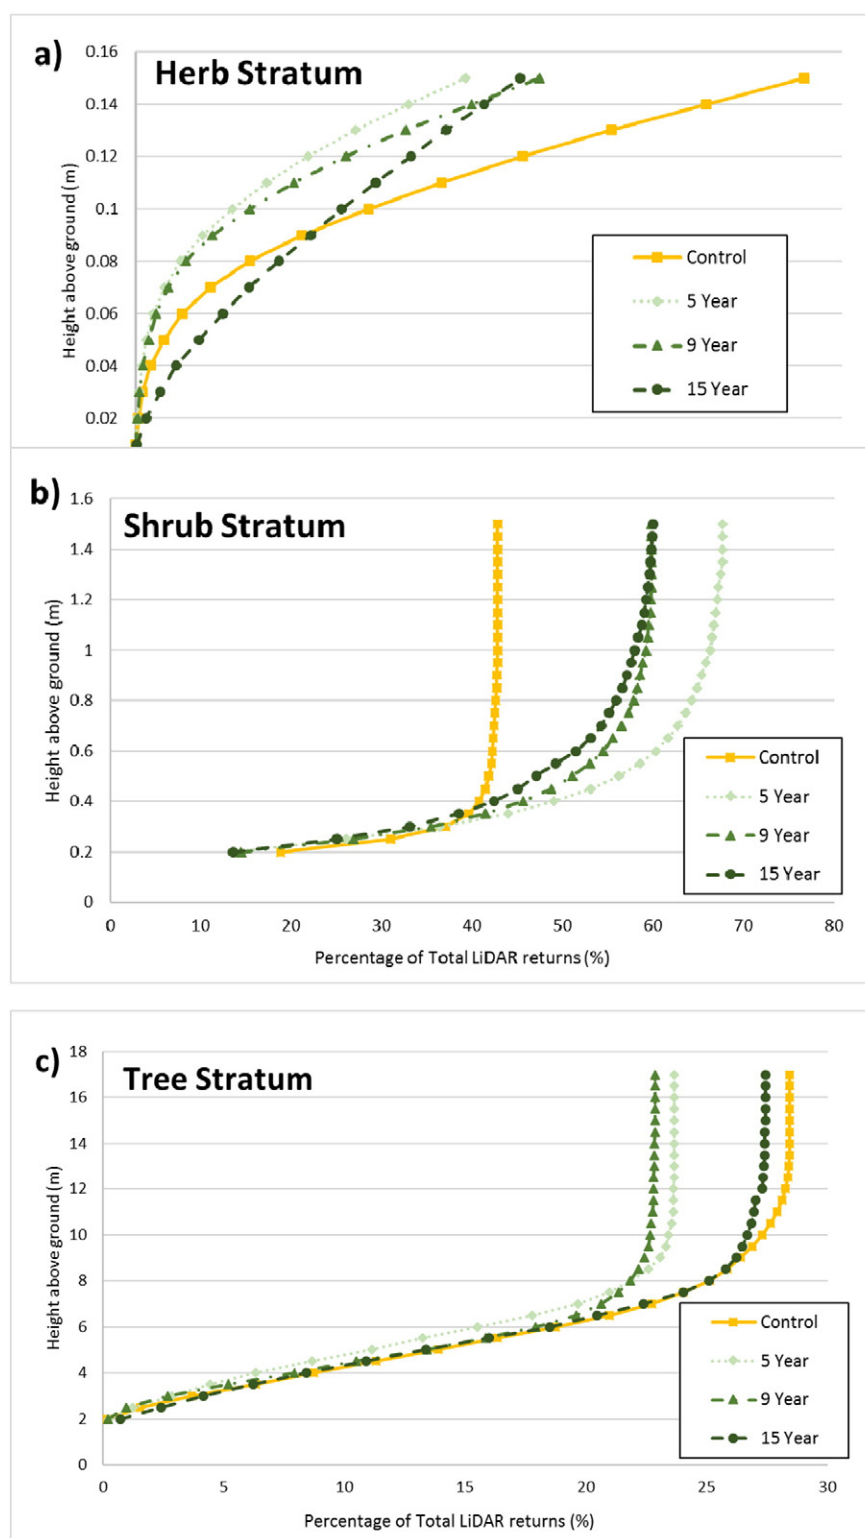 a)
Herb Stratum
Height above ground (m)
0.16
0.14
0.12
0.1
0.08
0.06
0.04
0.02
Control
5 Year
9 Year
15 Year
b)
Shrub Stratum
Height above ground (m)
1.6
1.4
1.2
1
0.8
0.6
0.4
0.2
0
0 10 20 30 40 50 60 70 80
Percentage of Total LiDAR returns (%)
Control
5 Year
9 Year
15 Year
c)
Tree Stratum
Height above ground (m)
18
16
14
12
10
8
6
4
2
0
0 5 10 15 20 25 30
Percentage of Total LiDAR returns (%)
Control
5 Year
9 Year
15 Year